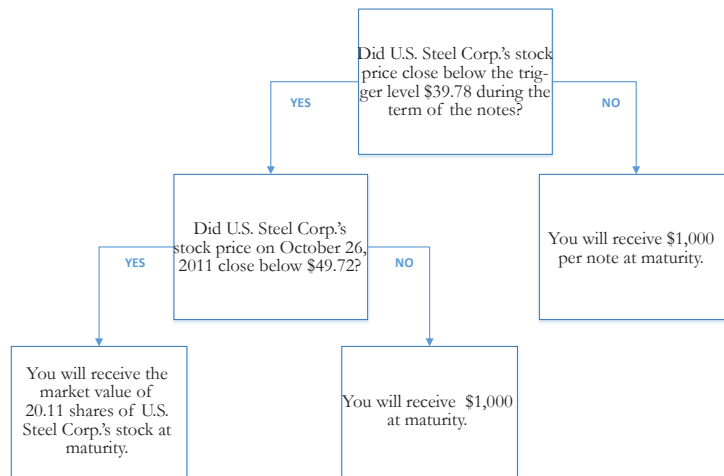 Did U.S. Steel Corp.'s stock
price close below the trig-
ger level $39.78 during the
term of the notes?
YES
NO
Did U.S. Steel Corp.'s
stock price on October 26,
2011 close below $49.72?
You will receive $1,000
per note at maturity.
YES
NO
You will receive the
market value of
20.11 shares of U.S.
Steel Corp.'s stock at
maturity.
You will receive $1,000
at maturity.